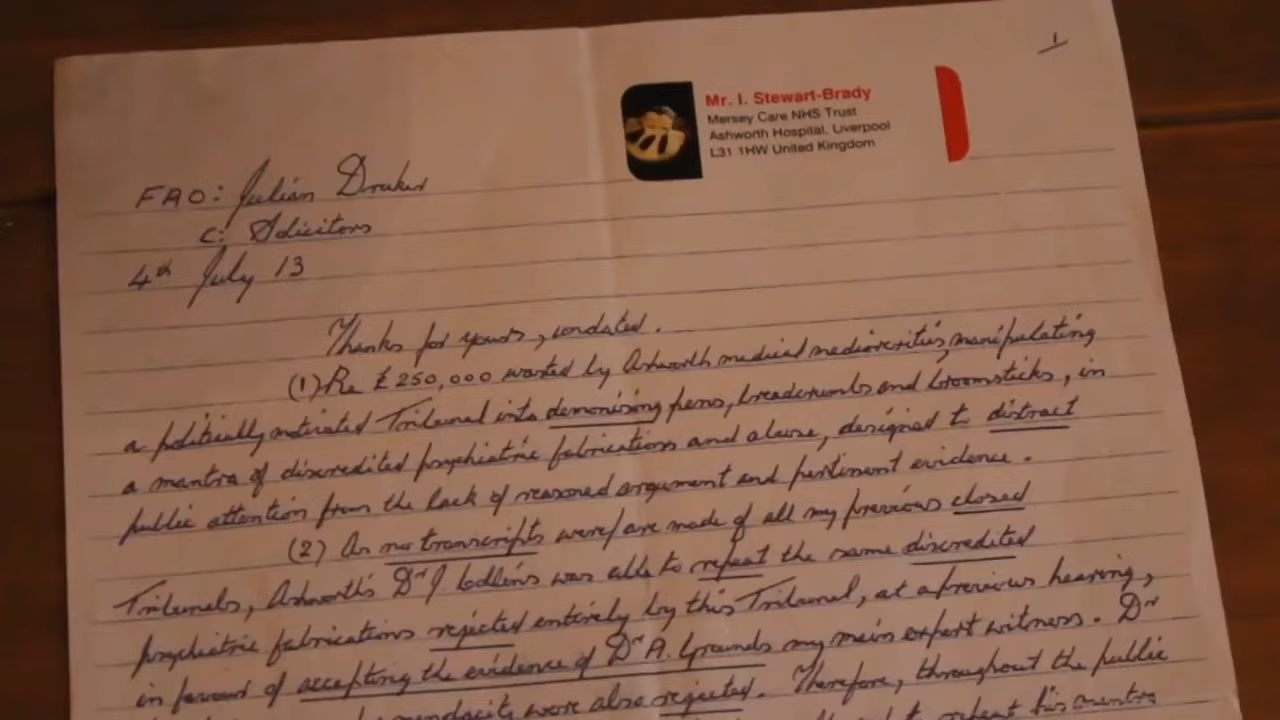 1
Mr. I. Stewart-Brady
Mersey Care NHS Trust
Ashworth Hospital, Liverpool
L31 1HW United Kingdom
FAO: Julian
C: Solicitors
4th July 13
Thanks for yours, undated.
(1) Re £250,000 wasted by Ashworth medical mediocrities, manipulating
a politically motivated Tribunal into demonising pens, breadcrumbs and broomsticks, in
a mantra of discredited psychiatric fabrications and abuse, designed to distract
public attention from the lack of reasoned argument and pertinent evidence.
(2) As no transcripts were/are made of all my previous closed
Tribunals, Ashworth's Dr J. Collins was able to repeat the same discredited
psychiatric fabrications rejected entirely by this Tribunal, at a previous hearing,
in favour of accepting the evidence of Dr A. Grounds my main expert witness. Dr
mendacity were also rejected. Therefore, throughout the public
repeat his mantra